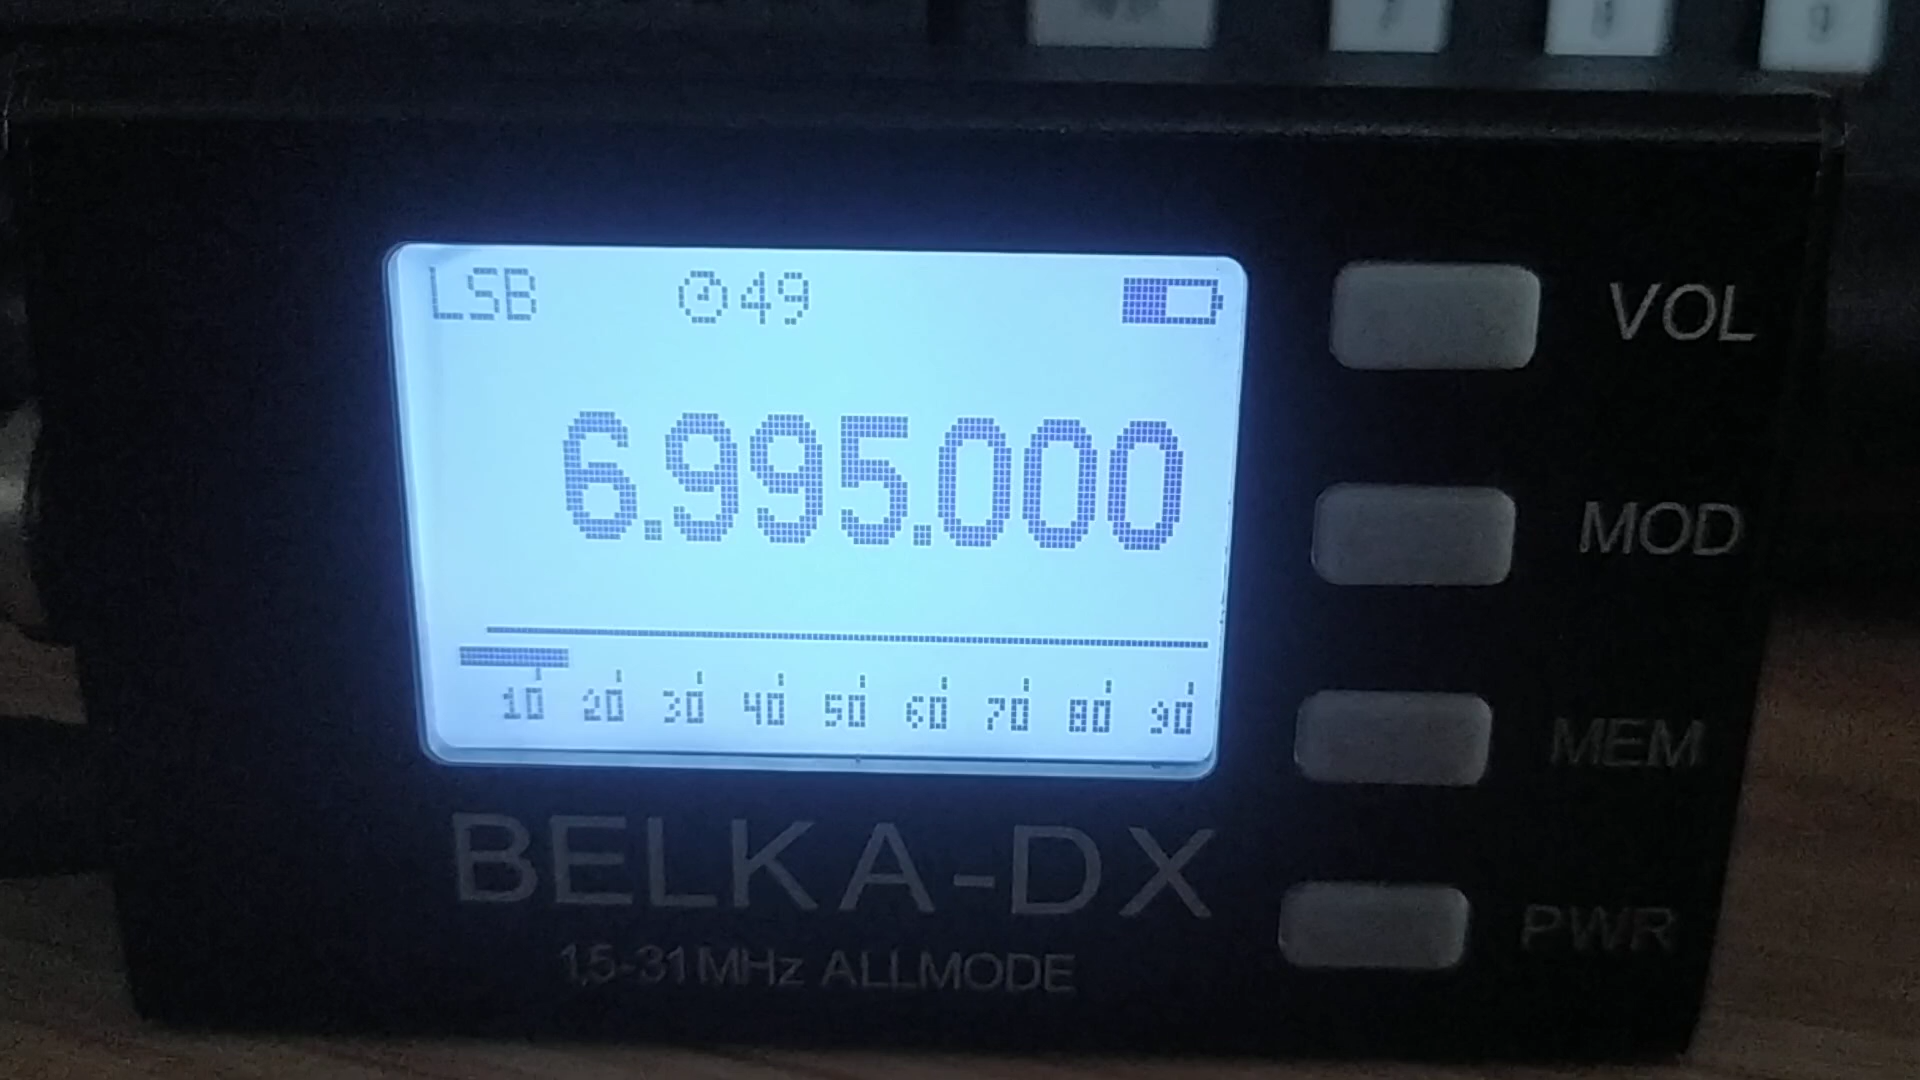 LSB 49
6.995.000
10 20 30 40 50 60 70 80 90
VOL
MOD
MEM
PWR
BELKA-DX
1,5-31MHz ALLMODE